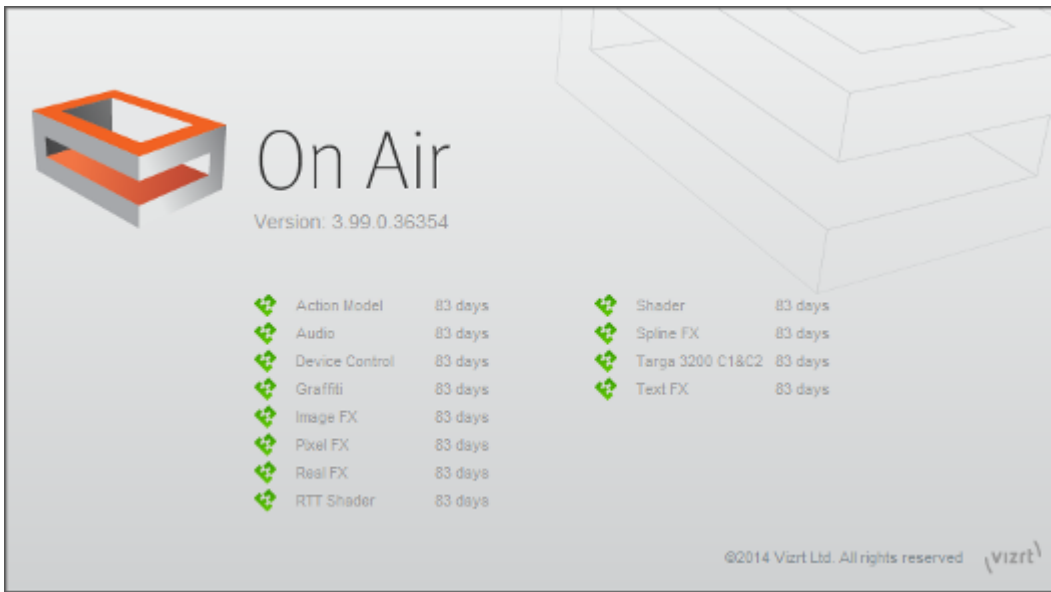 On Air
Version: 3.99.0.36354
Action Model 83 days
Audio 83 days
Device Control 83 days
Graffiti 83 days
Image FX 83 days
Pixel FX 83 days
Real FX 83 days
RTT Shader 83 days
Shader 83 days
Spline FX 83 days
Targa 3200 C1&C2 83 days
Text FX 83 days
©2014 Vizrt Ltd. All rights reserved
vizrt